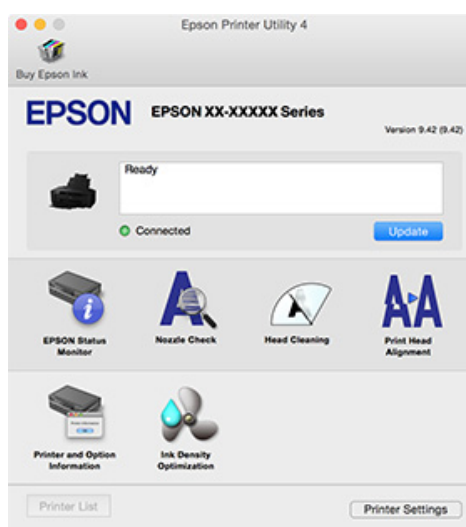 Epson Printer Utility 4
Buy Epson Ink
EPSON
EPSON XX-XXXXX Series
Version 9.42 (9.42)
Ready
Connected
Update
EPSON Status
Monitor
Nozzle Check
Head Cleaning
Print Head
Alignment
Printer and Option
Information
Ink Density
Optimization
Printer List
Printer Settings